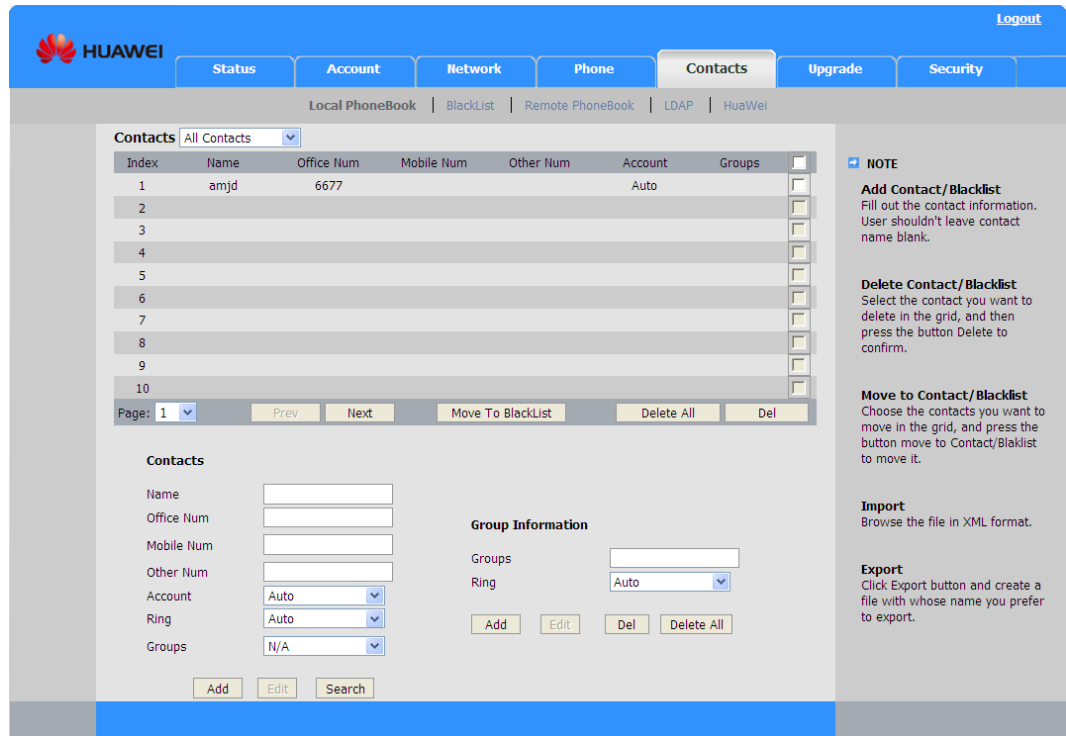 Logout
HUAWEI
Status Account Network Phone Contacts Upgrade Security
Local PhoneBook | BlackList | Remote PhoneBook | LDAP | HuaWei
Contacts All Contacts
Index Name Office Num Mobile Num Other Num Account Groups
1 amjd 6677 Auto
2
3
4
5
6
7
8
9
10
Page: 1 Prev Next Move To BlackList Delete All Del
Contacts
Name
Office Num
Mobile Num
Other Num
Account Auto
Ring Auto
Groups N/A
Add Edit Search
Group Information
Groups
Ring Auto
Add Edit Del Delete All
NOTE
Add Contact/Blacklist
Fill out the contact information.
User shouldn't leave contact
name blank.
Delete Contact/Blacklist
Select the contact you want to
delete in the grid, and then
press the button Delete to
confirm.
Move to Contact/Blacklist
Choose the contacts you want to
move in the grid, and press the
button move to Contact/Blaklist
to move it.
Import
Browse the file in XML format.
Export
Click Export button and create a
file with whose name you prefer
to export.